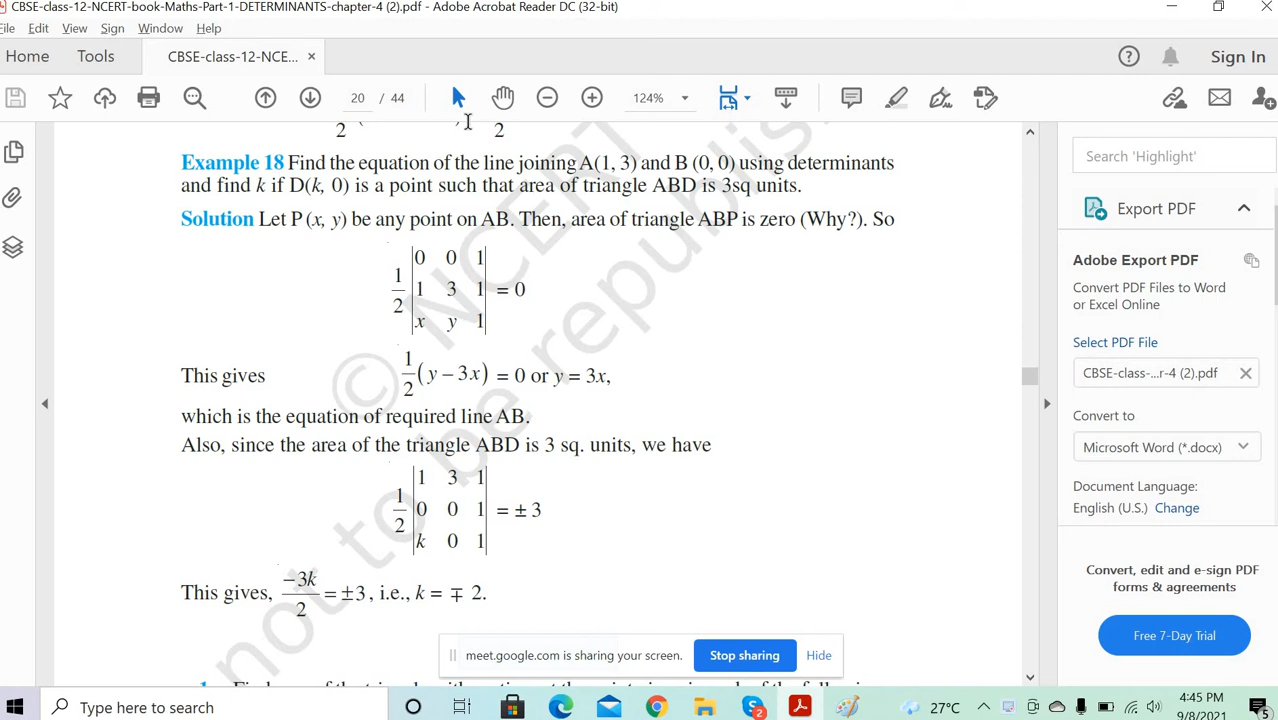 CBSE-class-12-NCERT-book-Maths-Part-1-DETERMINANTS-chapter-4 (2).pdf - Adobe Acrobat Reader DC (32-bit)
File Edit View Sign Window Help
Home Tools CBSE-class-12-NCE... × Sign In
20 / 44 124%
2 2
Example 18 Find the equation of the line joining A(1, 3) and B (0, 0) using determinants
and find k if D(k, 0) is a point such that area of triangle ABD is 3sq units.
Solution Let P (x, y) be any point on AB. Then, area of triangle ABP is zero (Why?). So
1/2 |0 0 1|
|1 3 1| = 0
|x y 1|
This gives 1/2 (y – 3x) = 0 or y = 3x,
which is the equation of required line AB.
Also, since the area of the triangle ABD is 3 sq. units, we have
1/2 |1 3 1|
|0 0 1| = ± 3
|k 0 1|
This gives, –3k/2 = ±3, i.e., k = ∓ 2.
© NCERT
not to be republis
meet.google.com is sharing your screen. Stop sharing Hide
Search 'Highlight'
Export PDF
Adobe Export PDF
Convert PDF Files to Word
or Excel Online
Select PDF File
CBSE-class-...r-4 (2).pdf
Convert to
Microsoft Word (*.docx)
Document Language:
English (U.S.) Change
Convert, edit and e-sign PDF
forms & agreements
Free 7-Day Trial
Type here to search
2
27°C
4:45 PM
9/8/2021